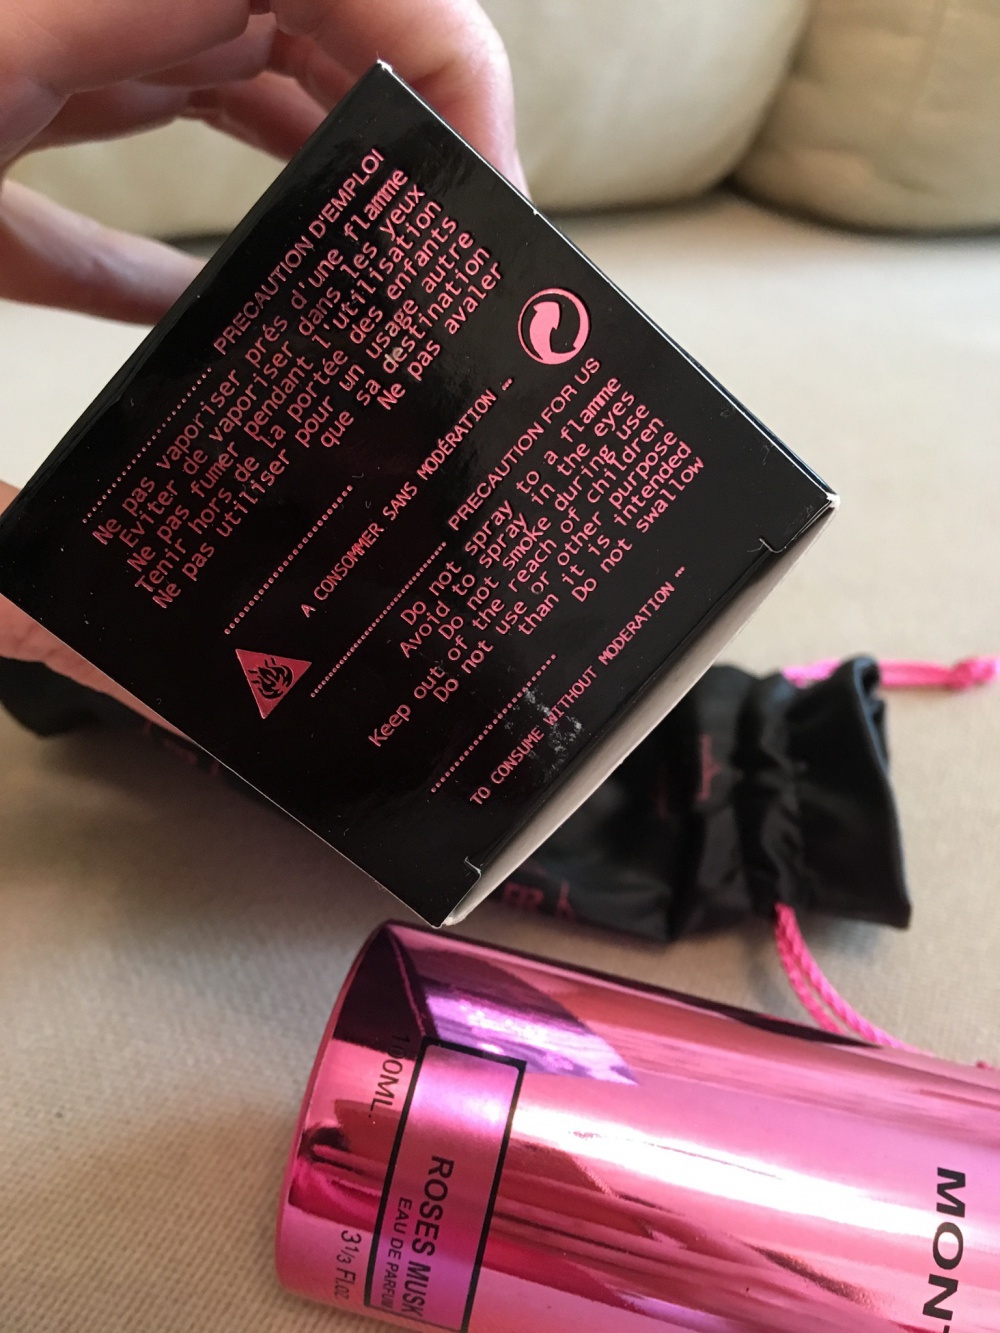 PRECAUTION D'EMPLOI
Ne pas vaporiser prés d'une flamme
Eviter de vaporiser dans les yeux
Ne pas fumer pendant l'utilisation
Tenir hors de la portée des enfants
Ne pas utiliser pour un usage autre
que sa destination
Ne pas avaler
A CONSOMMER SANS MODÉRATION ...
PRECAUTION FOR US
Do not spray to a flamme
Avoid to spray in the eyes
Do not smoke during use
Keep out of the reach of children
Do not use or other purpose
than it is intended
Do not swallow
TO CONSUME WITHOUT MODERATION ...
100ML.
ROSES MUSK
EAU DE PARFUM
3 1/3 Fl.oz
MONT